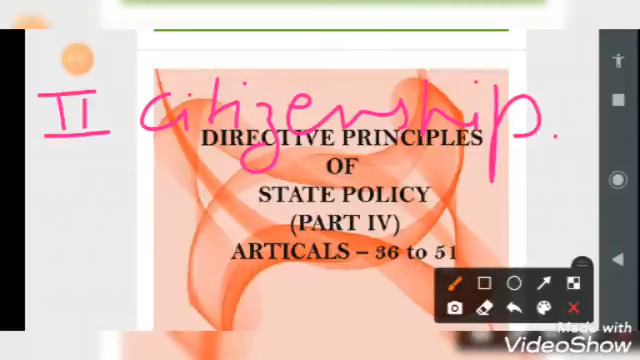 II citizenship.
DIRECTIVE PRINCIPLES
OF
STATE POLICY
(PART IV)
ARTICALS – 36 to 51
Made with
VideoShow